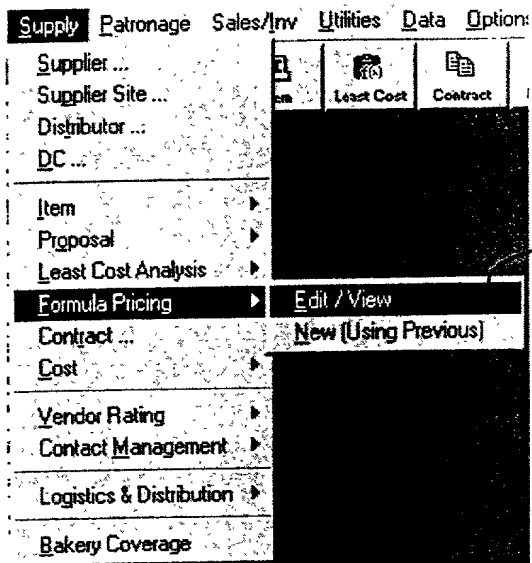 Supply Patronage Sales/Inv Utilities Data Option
Supplier ...
Supplier Site ...
Distributor ...
DC ...
Least Cost
Contract
Item
Proposal
Least Cost Analysis
Formula Pricing
Edit / View
New (Using Previous)
Contract ...
Cost
Vendor Rating
Contact Management
Logistics & Distribution
Bakery Coverage